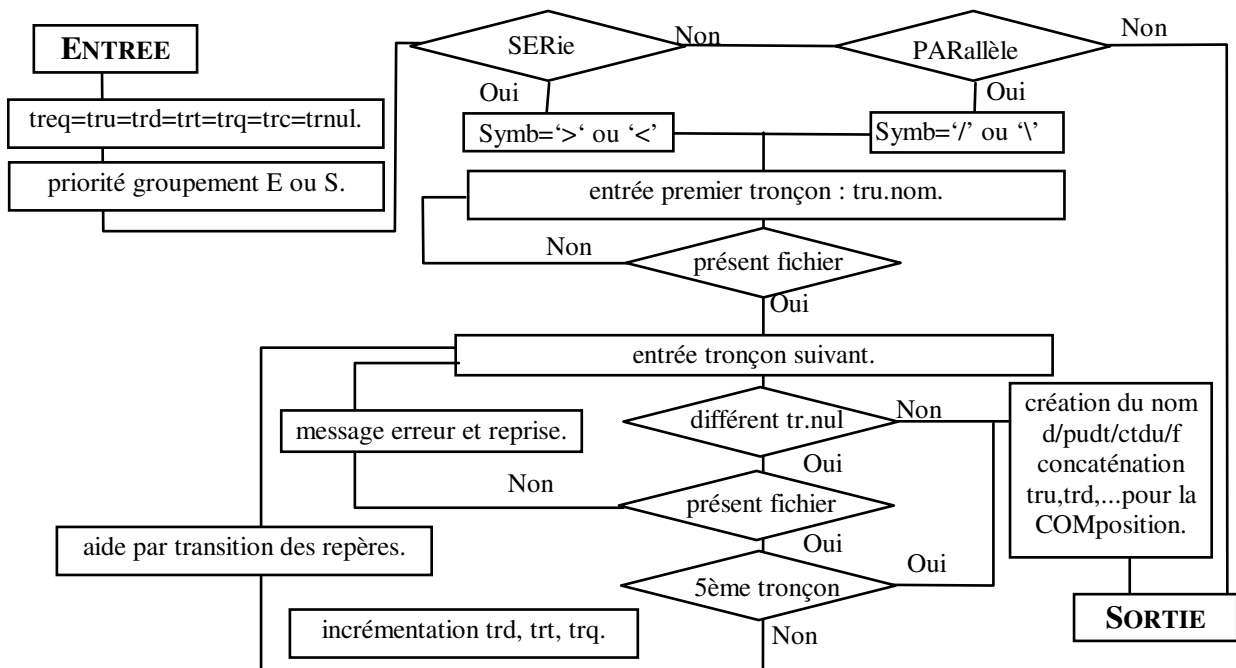 ENTREE
treq=tru=trd=trt=trq=trc=trnul.
priorité groupement E ou S.
SERie
Non
PARallèle
Non
Oui
Oui
Symb=‘>‘ ou ‘<’
Symb=‘/’ ou ‘\’
entrée premier tronçon : tru.nom.
Non
présent fichier
Oui
entrée tronçon suivant.
différent tr.nul
Non
message erreur et reprise.
Oui
Non
présent fichier
création du nom
d/pudt/ctdu/f
concaténation
tru,trd,...pour la
COMposition.
aide par transition des repères.
Oui
5ème tronçon
Oui
incrémentation trd, trt, trq.
Non
SORTIE